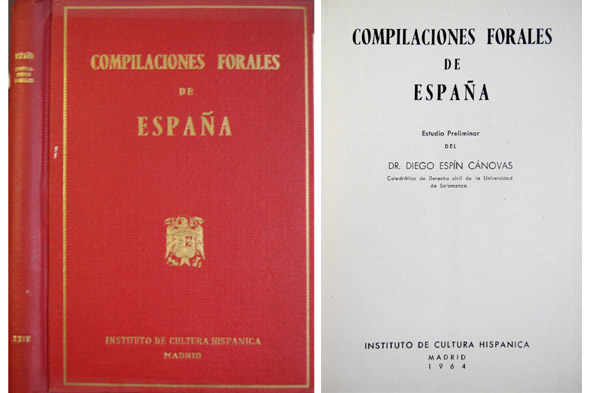 ESPAÑA
COMPILACIONES FORALES
DE
ESPAÑA
INSTITUTO DE CULTURA HISPANICA
MADRID
COMPILACIONES FORALES
DE
ESPAÑA
Estudio Preliminar
DEL
DR. DIEGO ESPÍN CÁNOVAS
Catedrático de Derecho civil de la Universidad
de Salamanca.
INSTITUTO DE CULTURA HISPANICA
MADRID
1964